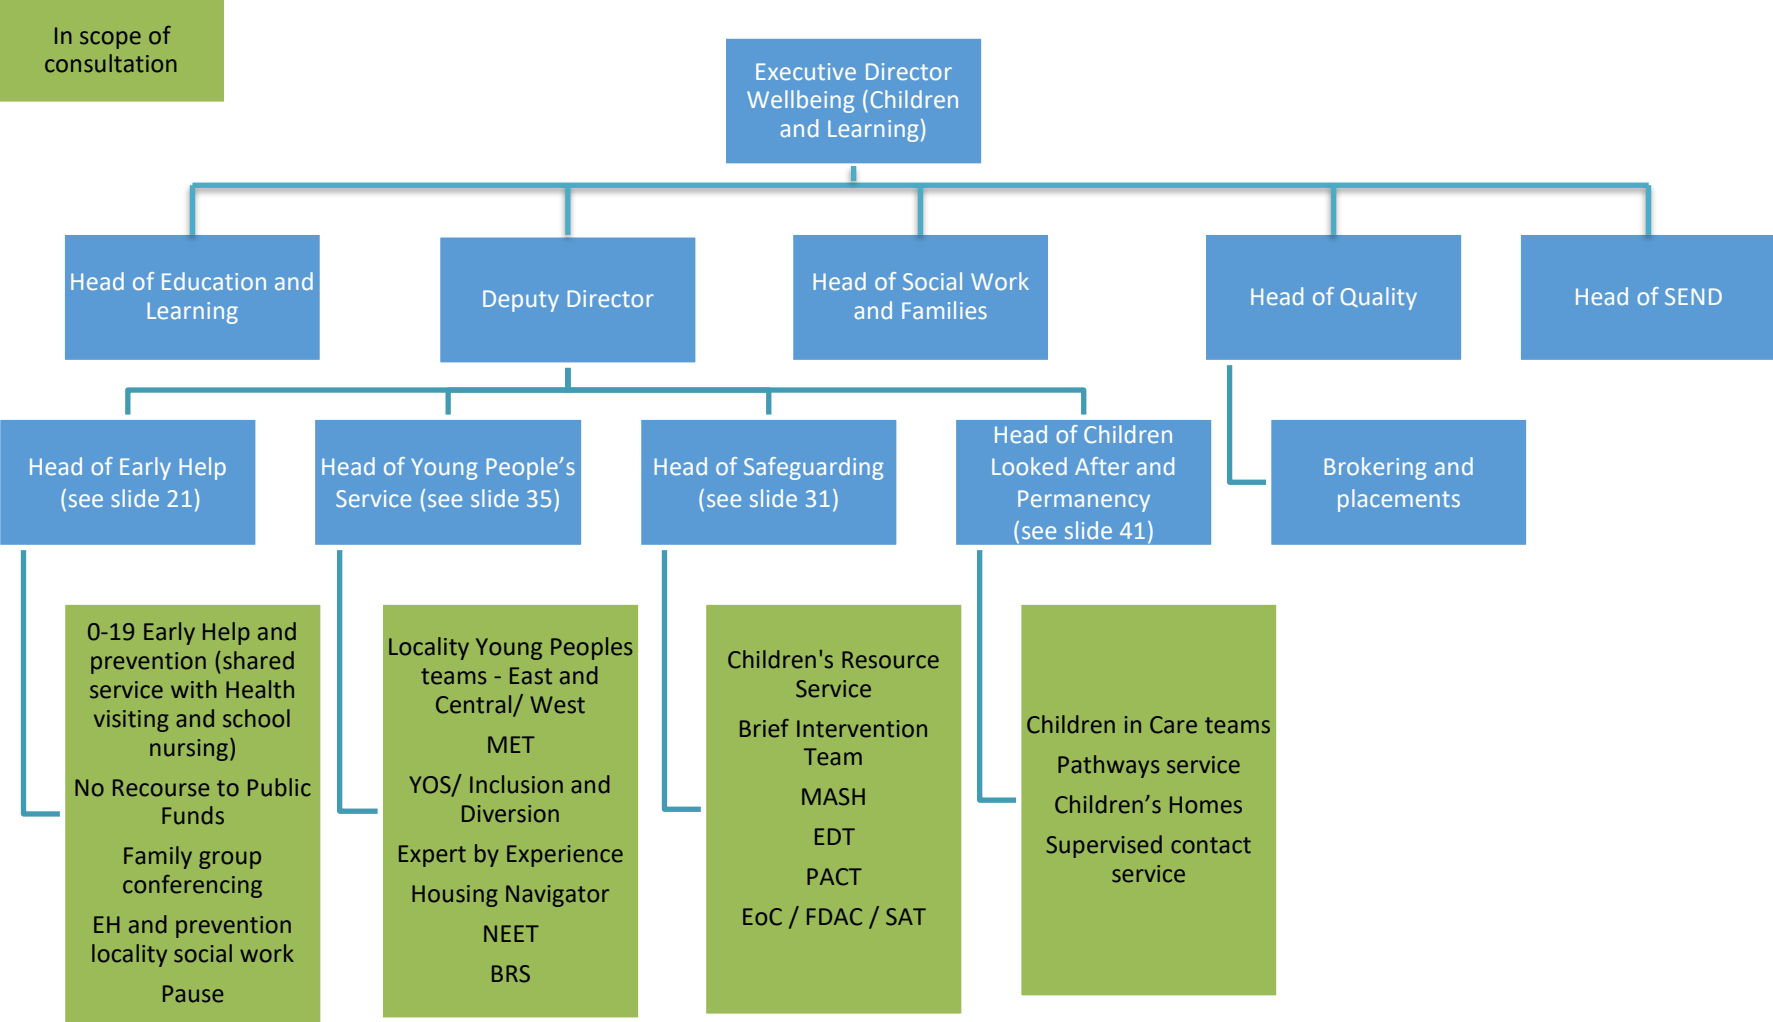 In scope of
consultation
Executive Director
Wellbeing (Children
and Learning)
Head of Education and
Learning
Deputy Director
Head of Social Work
and Families
Head of Quality
Head of SEND
Head of Early Help
(see slide 21)
Head of Young People’s
Service (see slide 35)
Head of Safeguarding
(see slide 31)
Head of Children
Looked After and
Permanency
(see slide 41)
Brokering and
placements
0-19 Early Help and
prevention (shared
service with Health
visiting and school
nursing)
No Recourse to Public
Funds
Family group
conferencing
EH and prevention
locality social work
Pause
Locality Young Peoples
teams - East and
Central/ West
MET
YOS/ Inclusion and
Diversion
Expert by Experience
Housing Navigator
NEET
BRS
Children's Resource
Service
Brief Intervention
Team
MASH
EDT
PACT
EoC / FDAC / SAT
Children in Care teams
Pathways service
Children’s Homes
Supervised contact
service